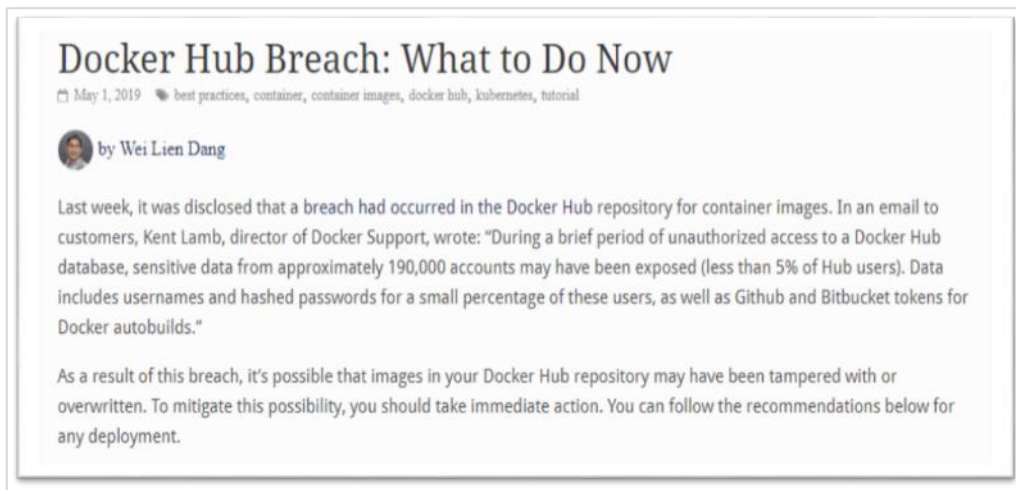 Docker Hub Breach: What to Do Now
May 1, 2019 best practices, container, container images, docker hub, kubernetes, tutorial
by Wei Lien Dang
Last week, it was disclosed that a breach had occurred in the Docker Hub repository for container images. In an email to
customers, Kent Lamb, director of Docker Support, wrote: “During a brief period of unauthorized access to a Docker Hub
database, sensitive data from approximately 190,000 accounts may have been exposed (less than 5% of Hub users). Data
includes usernames and hashed passwords for a small percentage of these users, as well as Github and Bitbucket tokens for
Docker autobuilds.”
As a result of this breach, it’s possible that images in your Docker Hub repository may have been tampered with or
overwritten. To mitigate this possibility, you should take immediate action. You can follow the recommendations below for
any deployment.